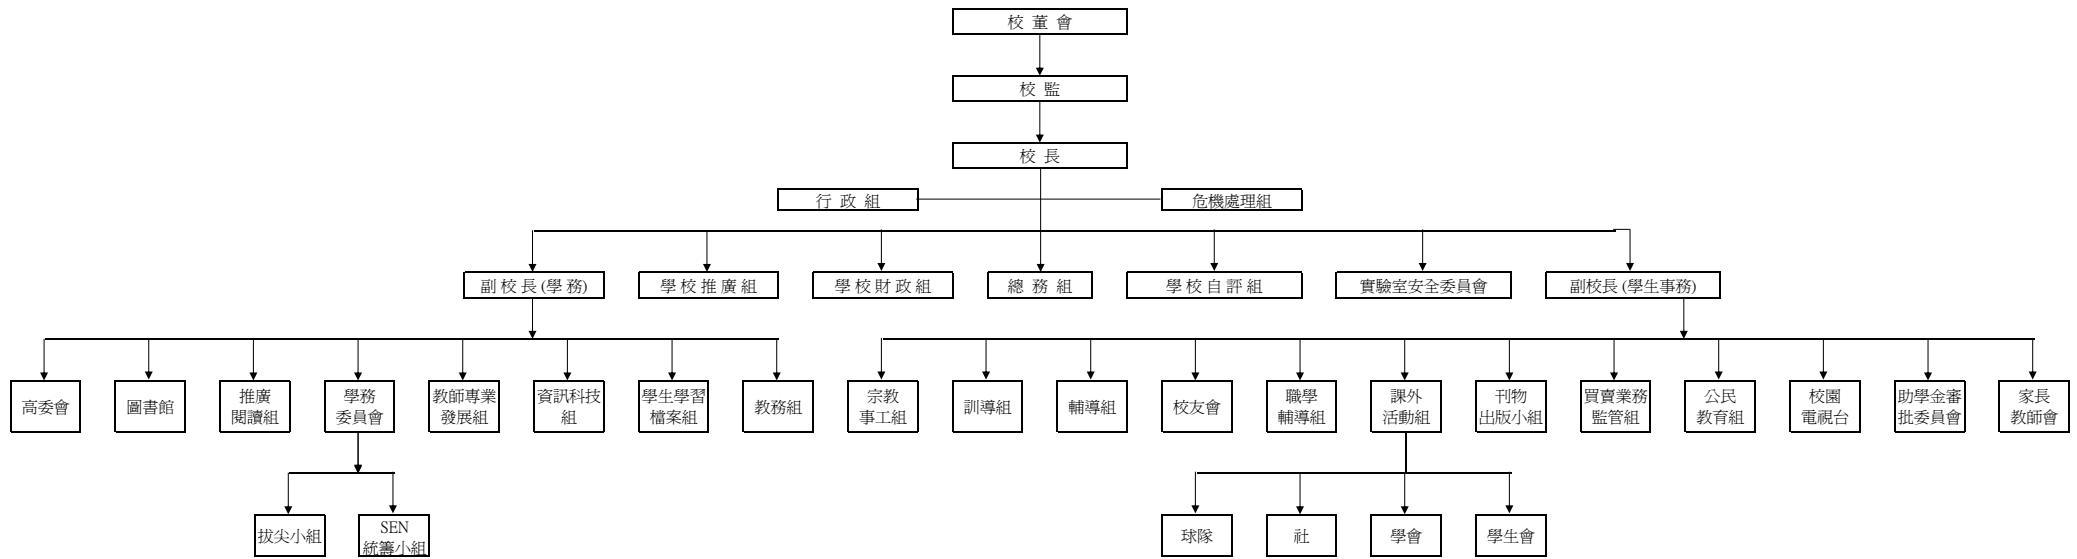 校 董 會
校 監
校 長
行 政 組
危機處理組
副 校 長 (學 務)
學 校 推 廣 組
學 校 財 政 組
總 務 組
學 校 自 評 組
實驗室安全委員會
副校長 (學生事務)
高委會
圖書館
推廣
閱讀組
學務
委員會
教師專業
發展組
資訊科技
組
學生學習
檔案組
教務組
宗教
事工組
訓導組
輔導組
校友會
職學
輔導組
課外
活動組
刊物
出版小組
買賣業務
監管組
公民
教育組
校園
電視台
助學金審
批委員會
家長
教師會
拔尖小組
SEN
統籌小組
球隊
社
學會
學生會